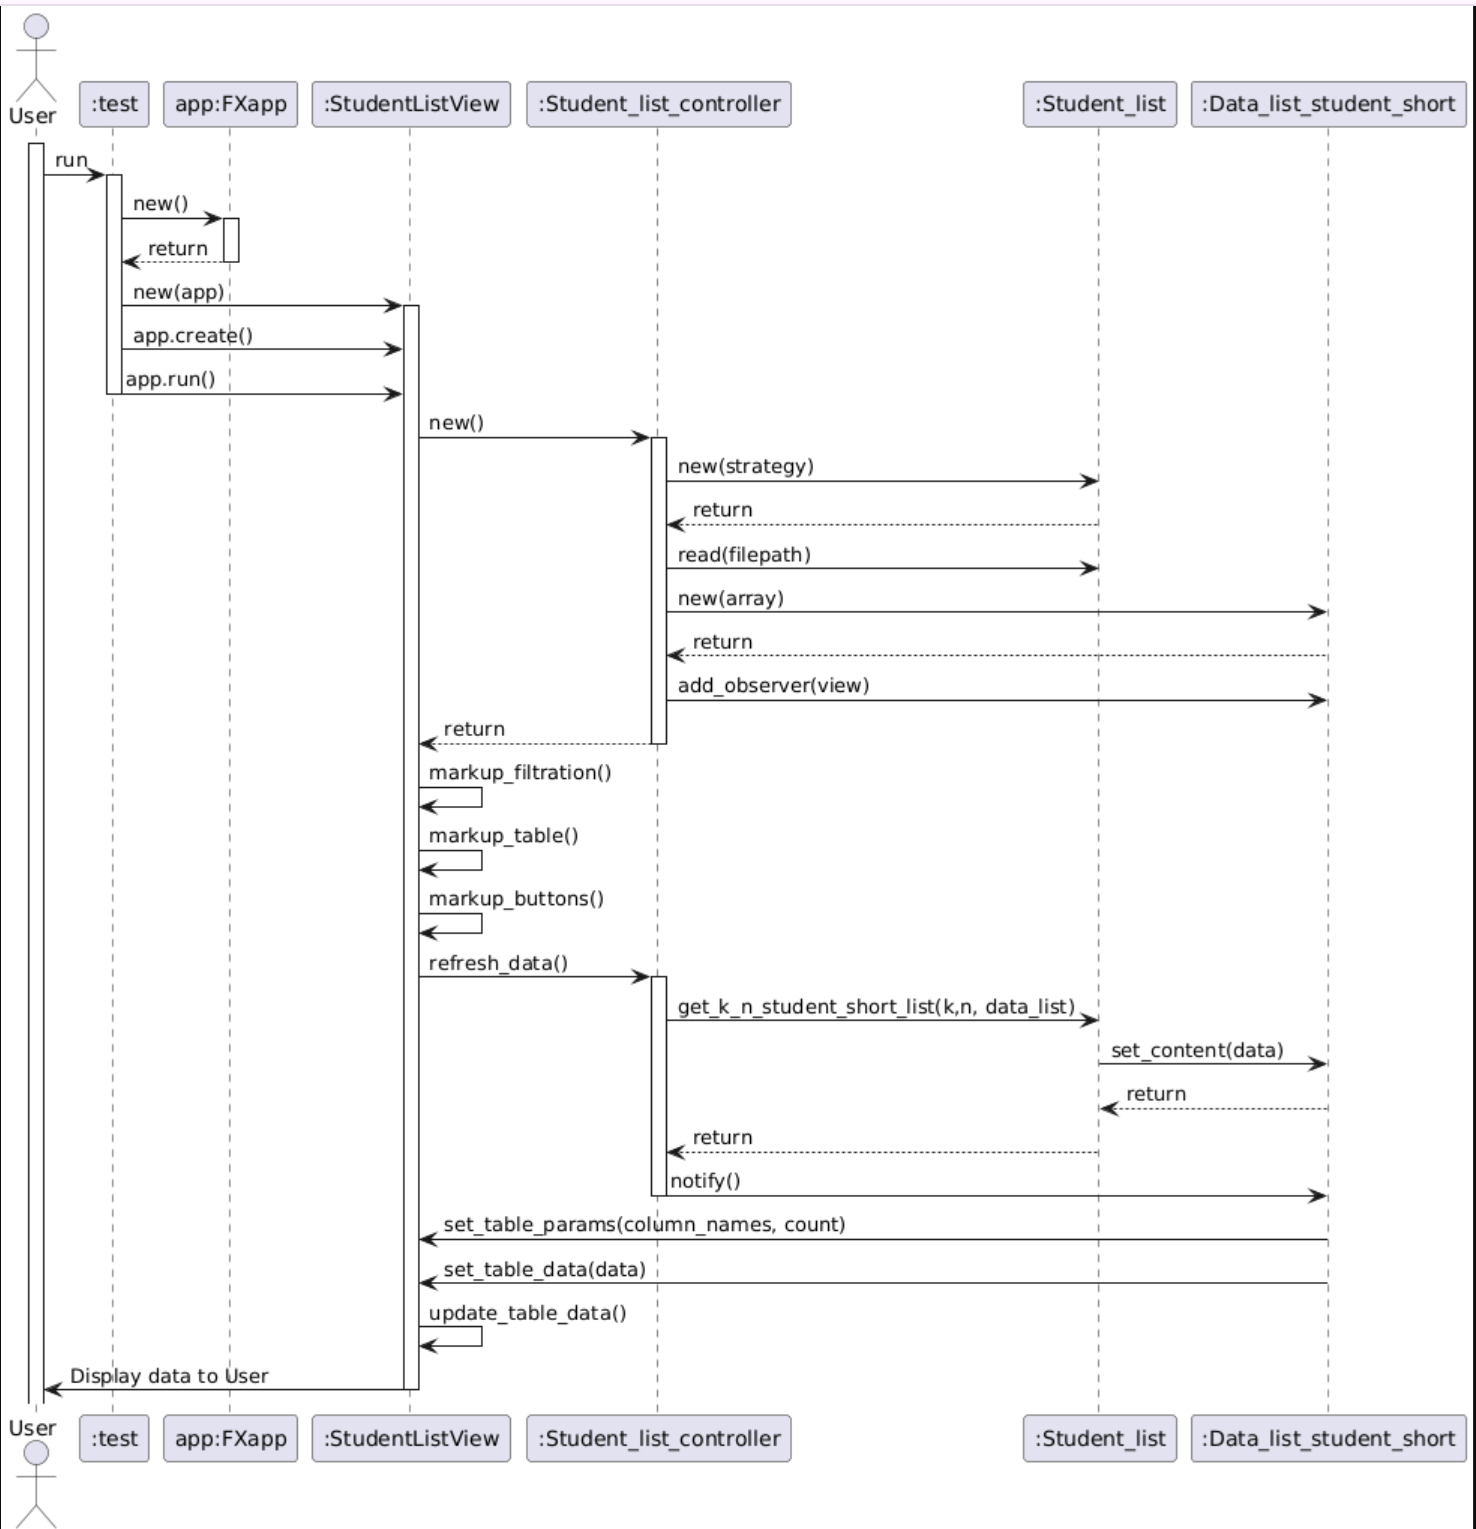 User
:test
app:FXapp
:StudentListView
:Student_list_controller
:Student_list
:Data_list_student_short
run
new()
return
new(app)
app.create()
app.run()
new()
new(strategy)
return
read(filepath)
new(array)
return
add_observer(view)
return
markup_filtration()
markup_table()
markup_buttons()
refresh_data()
get_k_n_student_short_list(k,n, data_list)
set_content(data)
return
return
notify()
set_table_params(column_names, count)
set_table_data(data)
update_table_data()
Display data to User
User
:test
app:FXapp
:StudentListView
:Student_list_controller
:Student_list
:Data_list_student_short